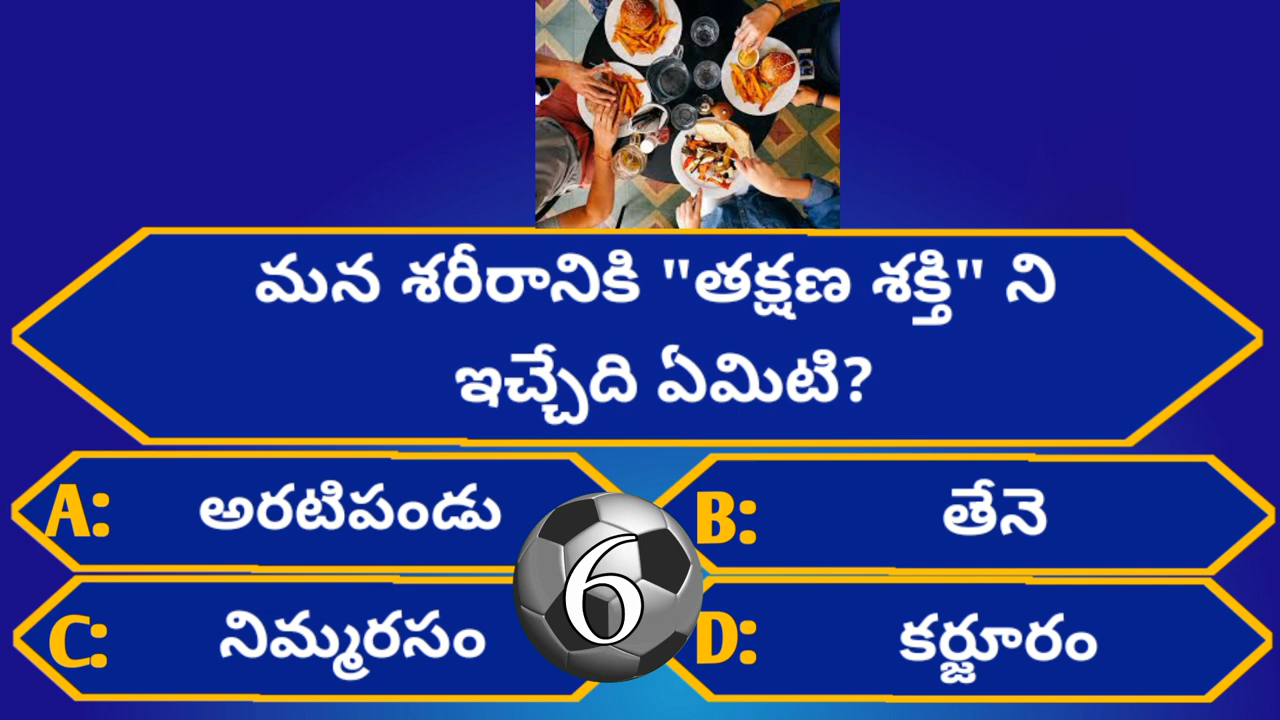 మన శరీరానికి "తక్షణ శక్తి" ని
ఇచ్చేది ఏమిటి?
A: అరటిపండు
B: తేనె
C: నిమ్మరసం
D: కర్జూరం
6